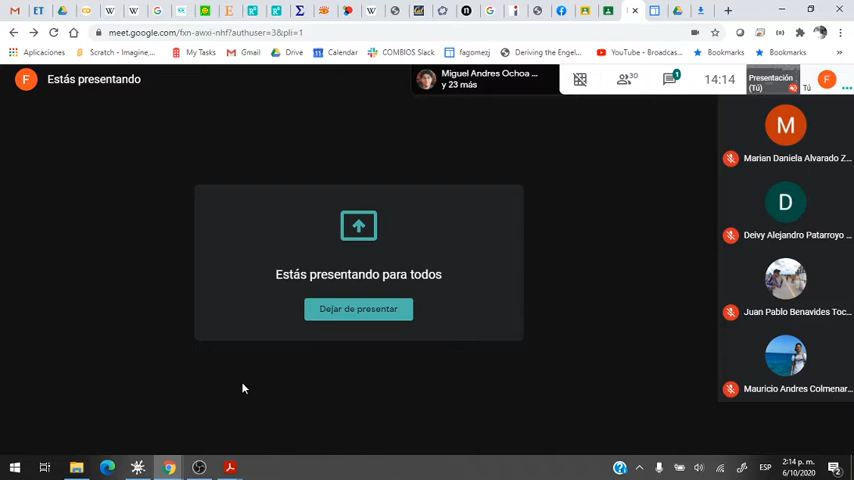 meet.google.com/fxn-awxi-nhf?authuser=3&pli=1
Aplicaciones
Scratch - Imagine,...
My Tasks
Gmail
Drive
Calendar
COMBIOS Slack
fagomezj
Deriving the Engel...
YouTube - Broadcas...
Bookmarks
Bookmarks
F
Estás presentando
Miguel Andres Ochoa ...
y 23 más
30
1
14:14
Presentación
(Tú)
Tú
F
M
Marian Daniela Alvarado Z...
D
Deivy Alejandro Patarroyo ...
Estás presentando para todos
Dejar de presentar
Juan Pablo Benavides Toc...
Mauricio Andres Colmenar...
ESP
2:14 p. m.
6/10/2020
2